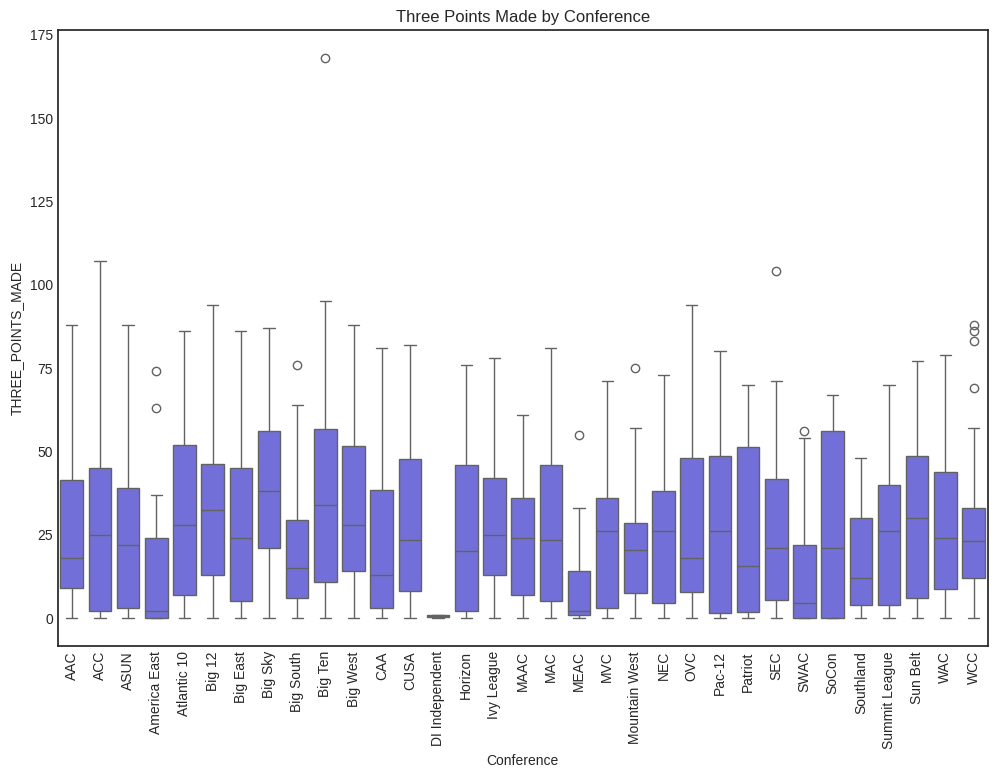 Three Points Made by Conference
THREE_POINTS_MADE
175
150
125
100
75
50
25
0
AAC
ACC
ASUN
America East
Atlantic 10
Big 12
Big East
Big Sky
Big South
Big Ten
Big West
CAA
CUSA
DI Independent
Horizon
Ivy League
MAAC
MAC
MEAC
MVC
Mountain West
NEC
OVC
Pac-12
Patriot
SEC
SWAC
SoCon
Southland
Summit League
Sun Belt
WAC
WCC
Conference